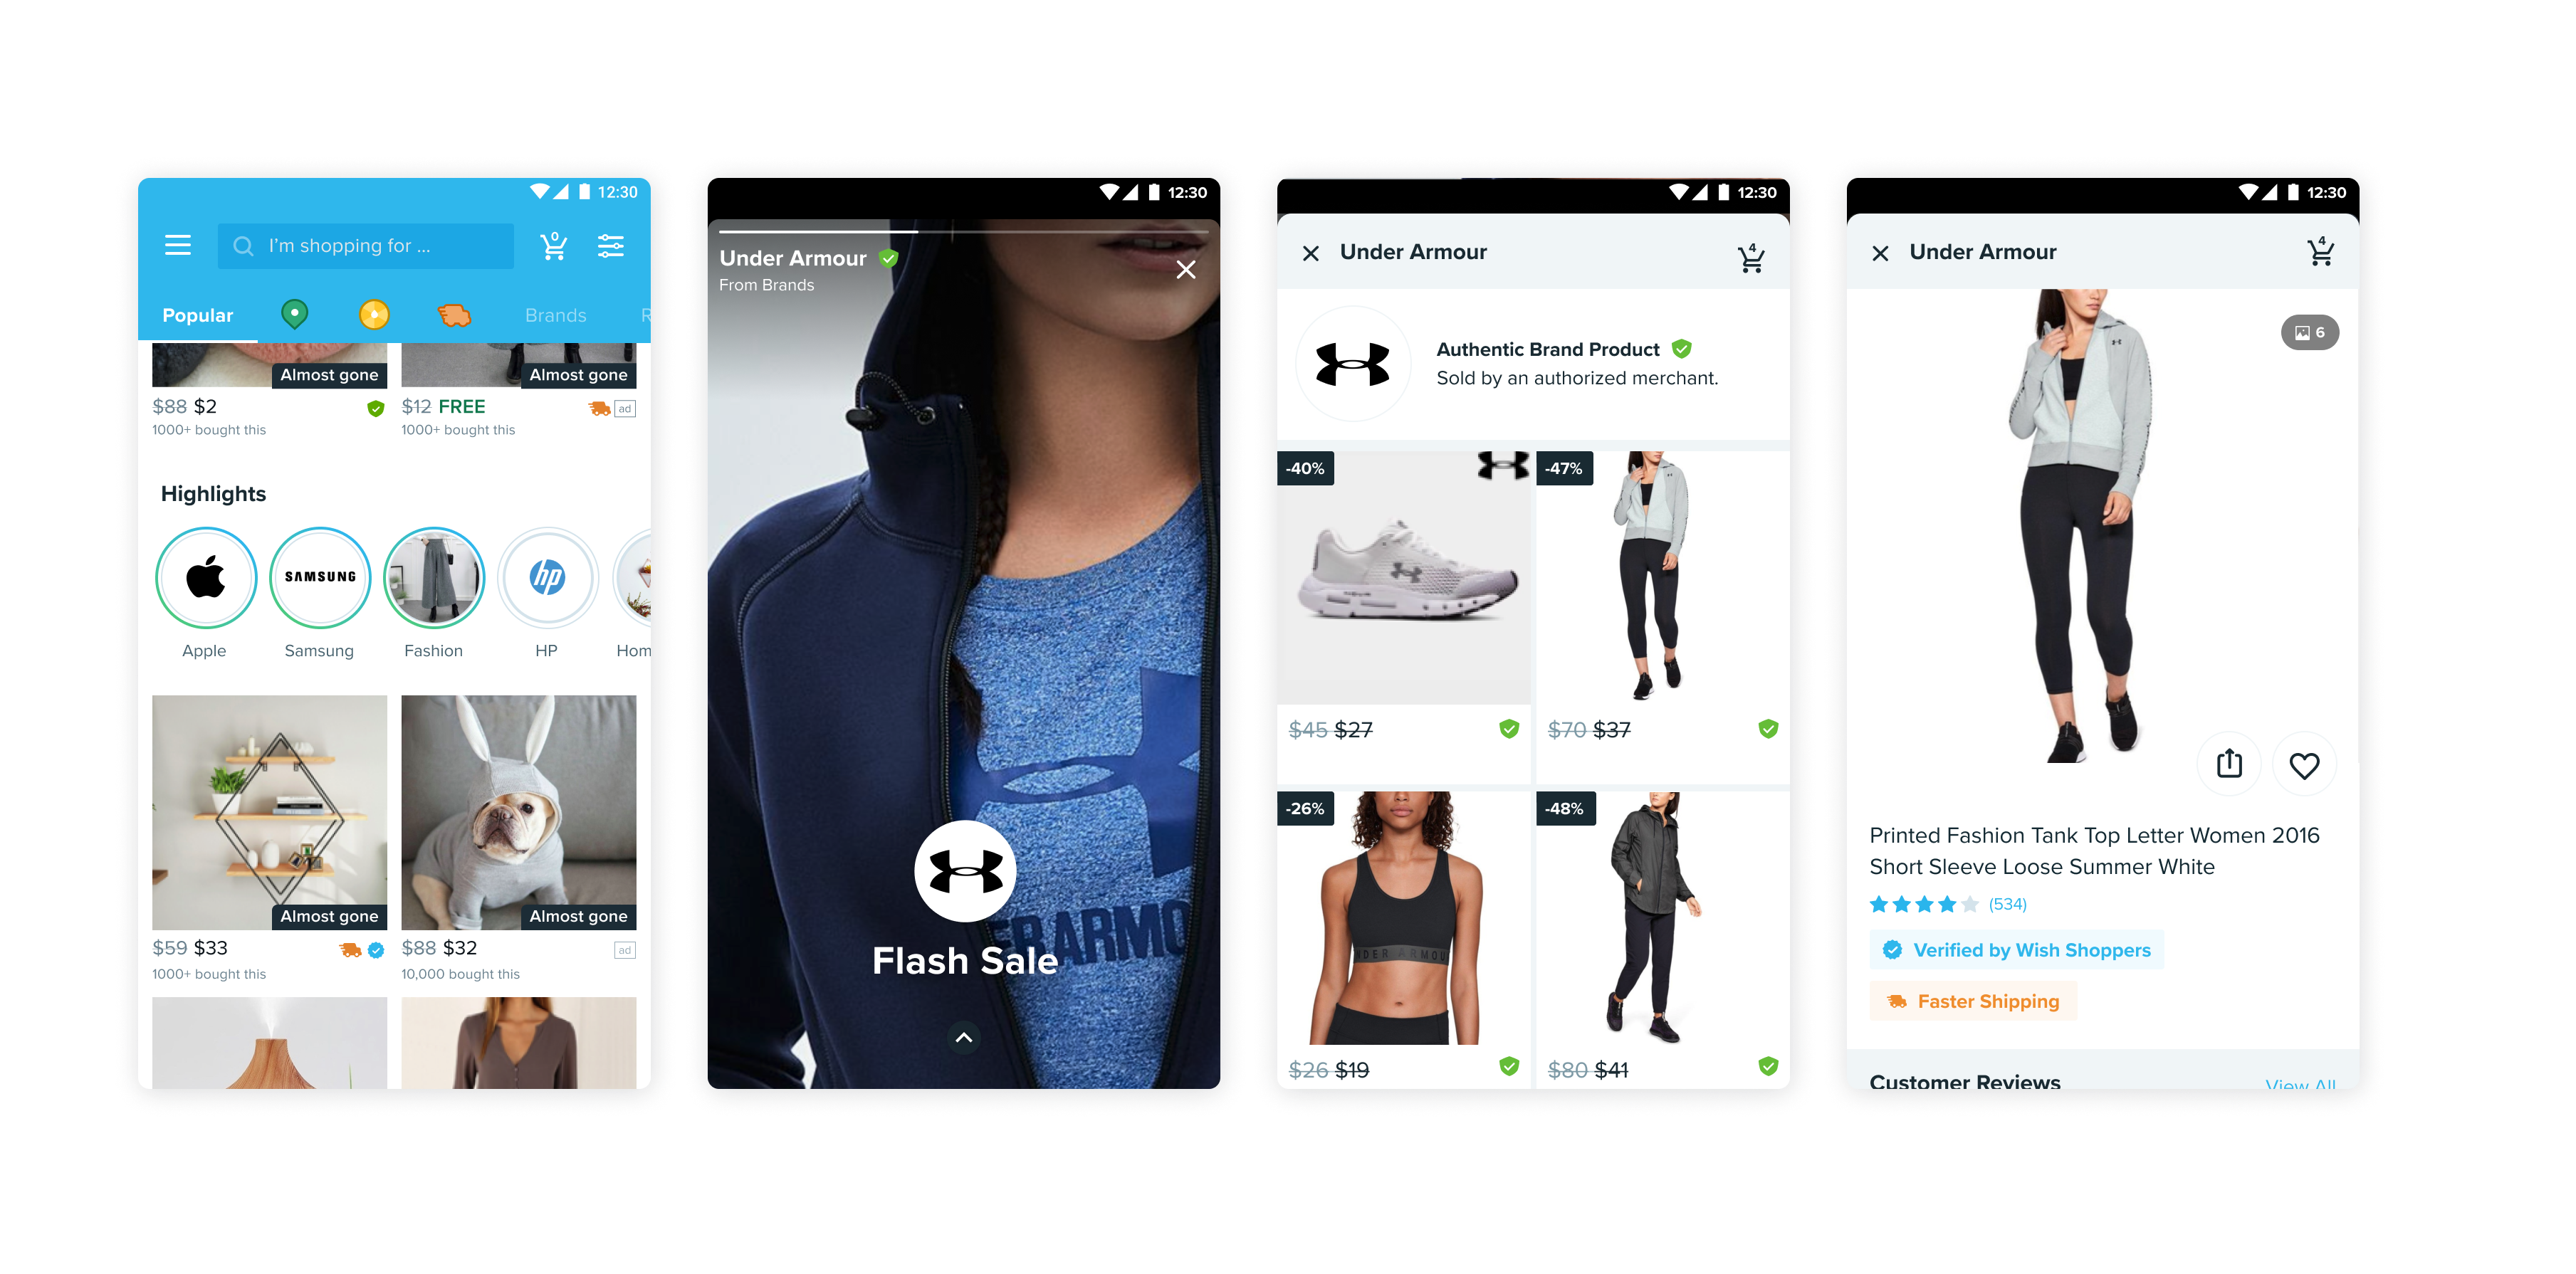 12:30
0
I'm shopping for ...
Popular
Brands
R
Almost gone
Almost gone
$88 $2
$12 FREE
ad
1000+ bought this
1000+ bought this
Highlights
SAMSUNG
hp
Apple
Samsung
Fashion
HP
Hom
Almost gone
Almost gone
$59 $33
$88 $32
ad
1000+ bought this
10,000 bought this
12:30
Under Armour
From Brands
ERARMO
Flash Sale
12:30
Under Armour
4
Authentic Brand Product
Sold by an authorized merchant.
-40%
-47%
$45 $27
$70 $37
-26%
-48%
NDER ARMOU
$26 $19
$80 $41
12:30
Under Armour
4
6
Printed Fashion Tank Top Letter Women 2016
Short Sleeve Loose Summer White
(534)
Verified by Wish Shoppers
Faster Shipping
Customer Reviews
View All